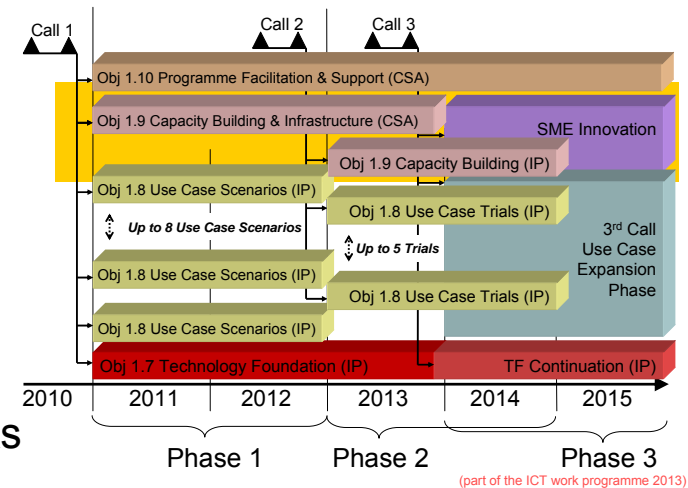 Call 1
Call 2
Call 3
Obj 1.10 Programme Facilitation & Support (CSA)
Obj 1.9 Capacity Building & Infrastructure (CSA)
SME Innovation
Obj 1.9 Capacity Building (IP)
Obj 1.8 Use Case Scenarios (IP)
Obj 1.8 Use Case Trials (IP)
Up to 8 Use Case Scenarios
Up to 5 Trials
3rd Call
Use Case
Expansion
Phase
Obj 1.8 Use Case Scenarios (IP)
Obj 1.8 Use Case Trials (IP)
Obj 1.8 Use Case Scenarios (IP)
Obj 1.7 Technology Foundation (IP)
TF Continuation (IP)
2010 2011 2012 2013 2014 2015
s
Phase 1 Phase 2 Phase 3
(part of the ICT work programme 2013)